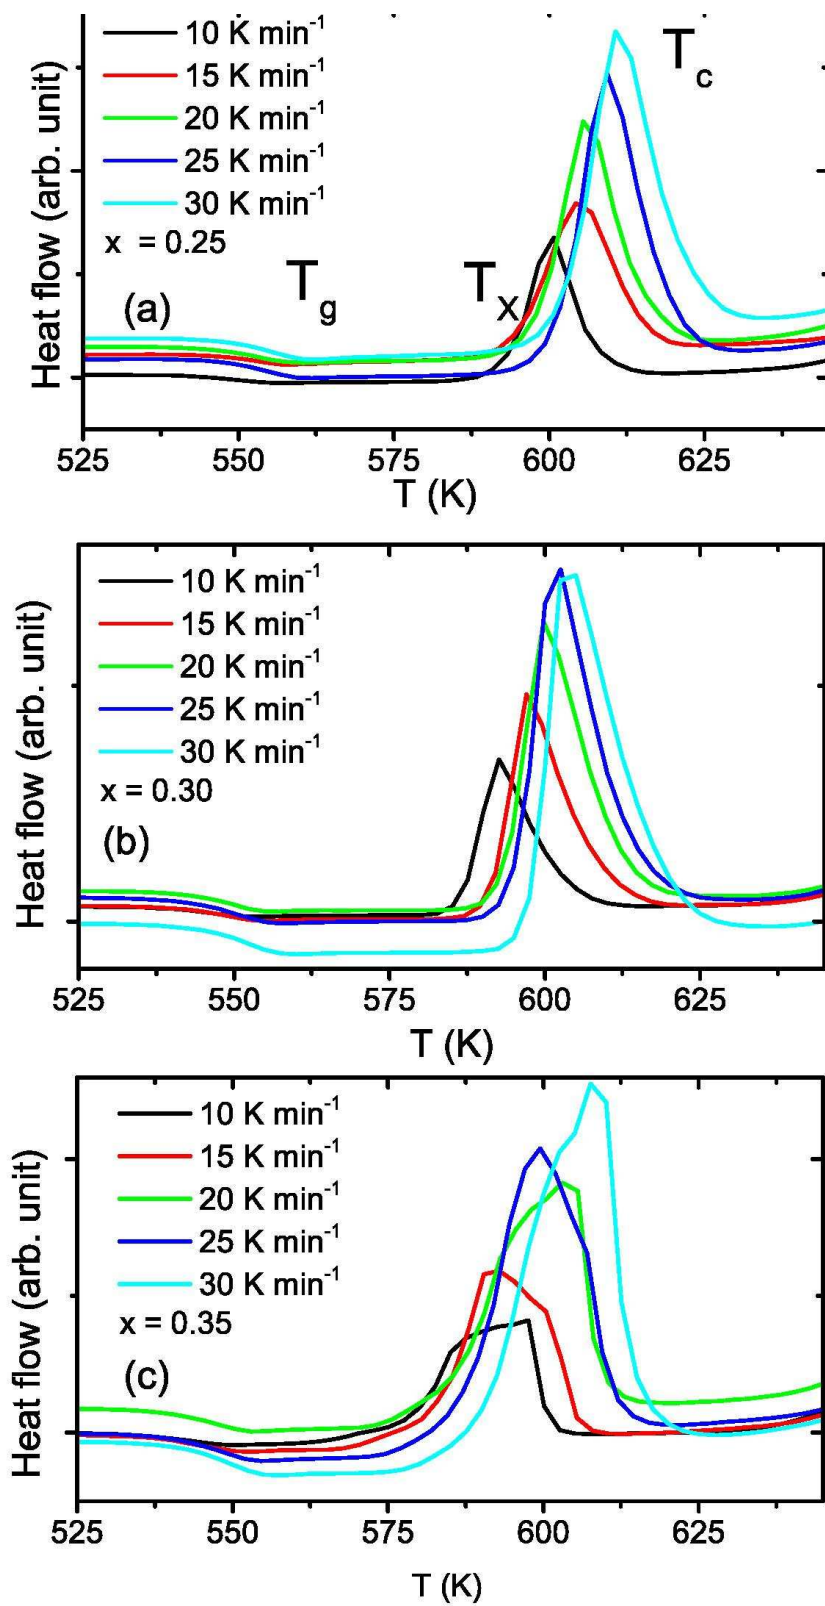 10 K min⁻¹
15 K min⁻¹
20 K min⁻¹
25 K min⁻¹
30 K min⁻¹
x = 0.25
(a)
Tg
TX
Tc
Heat flow (arb. unit)
525 550 575 600 625
T (K)
10 K min⁻¹
15 K min⁻¹
20 K min⁻¹
25 K min⁻¹
30 K min⁻¹
x = 0.30
(b)
Heat flow (arb. unit)
525 550 575 600 625
T (K)
10 K min⁻¹
15 K min⁻¹
20 K min⁻¹
25 K min⁻¹
30 K min⁻¹
x = 0.35
(c)
Heat flow (arb. unit)
525 550 575 600 625
T (K)